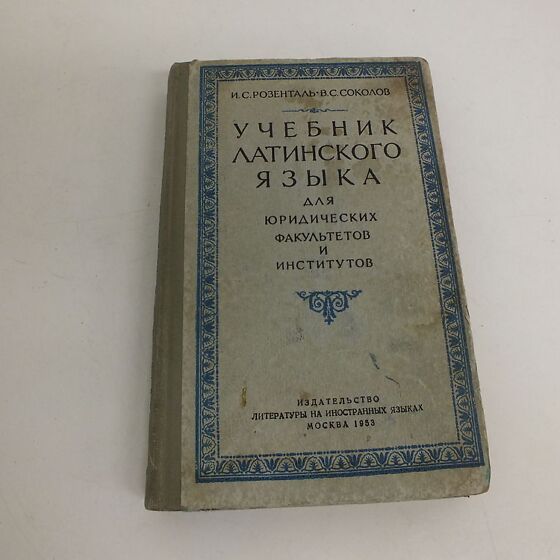 И.С.РОЗЕНТАЛЬ·В.С.СОКОЛОВ
УЧЕБНИК
ЛАТИНСКОГО
ЯЗЫКА
ДЛЯ
ЮРИДИЧЕСКИХ
ФАКУЛЬТЕТОВ
И
ИНСТИТУТОВ
ИЗДАТЕЛЬСТВО
ЛИТЕРАТУРЫ НА ИНОСТРАННЫХ ЯЗЫКАХ
МОСКВА 1953